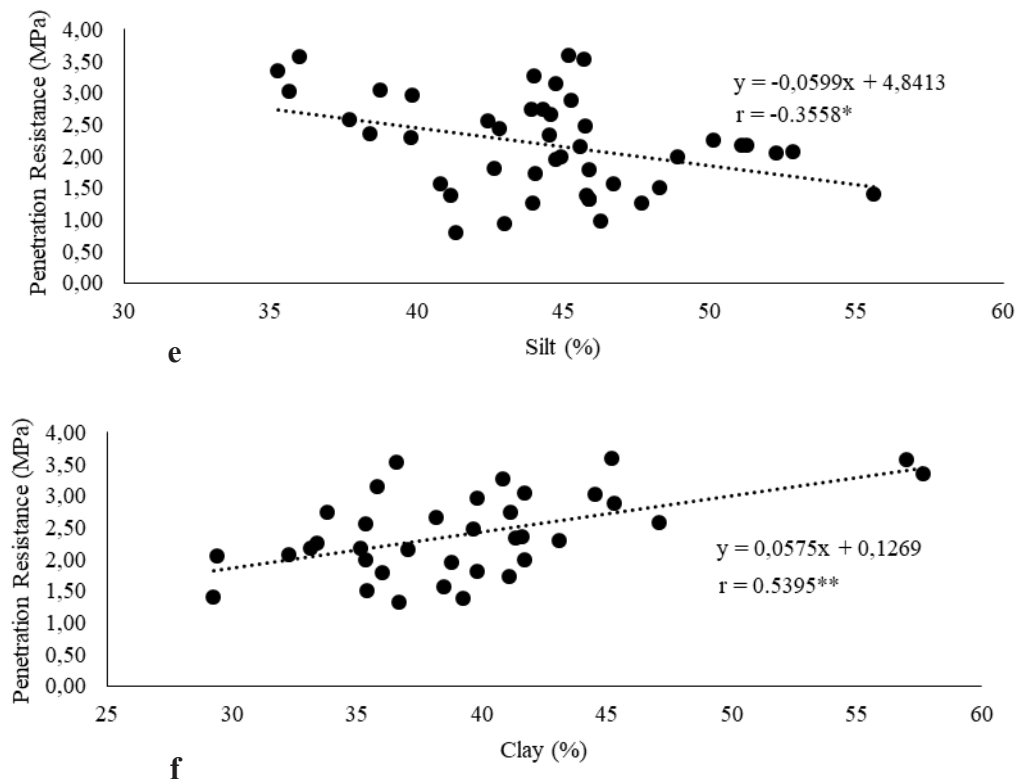 Penetration Resistance (MPa)
4,00
3,50
3,00
2,50
2,00
1,50
1,00
0,50
0,00
y = -0,0599x + 4,8413
r = -0.3558*
30 35 40 45 50 55 60
Silt (%)
e
Penetration Resistance (MPa)
4,00
3,50
3,00
2,50
2,00
1,50
1,00
0,50
0,00
y = 0,0575x + 0,1269
r = 0.5395**
25 30 35 40 45 50 55 60
Clay (%)
f